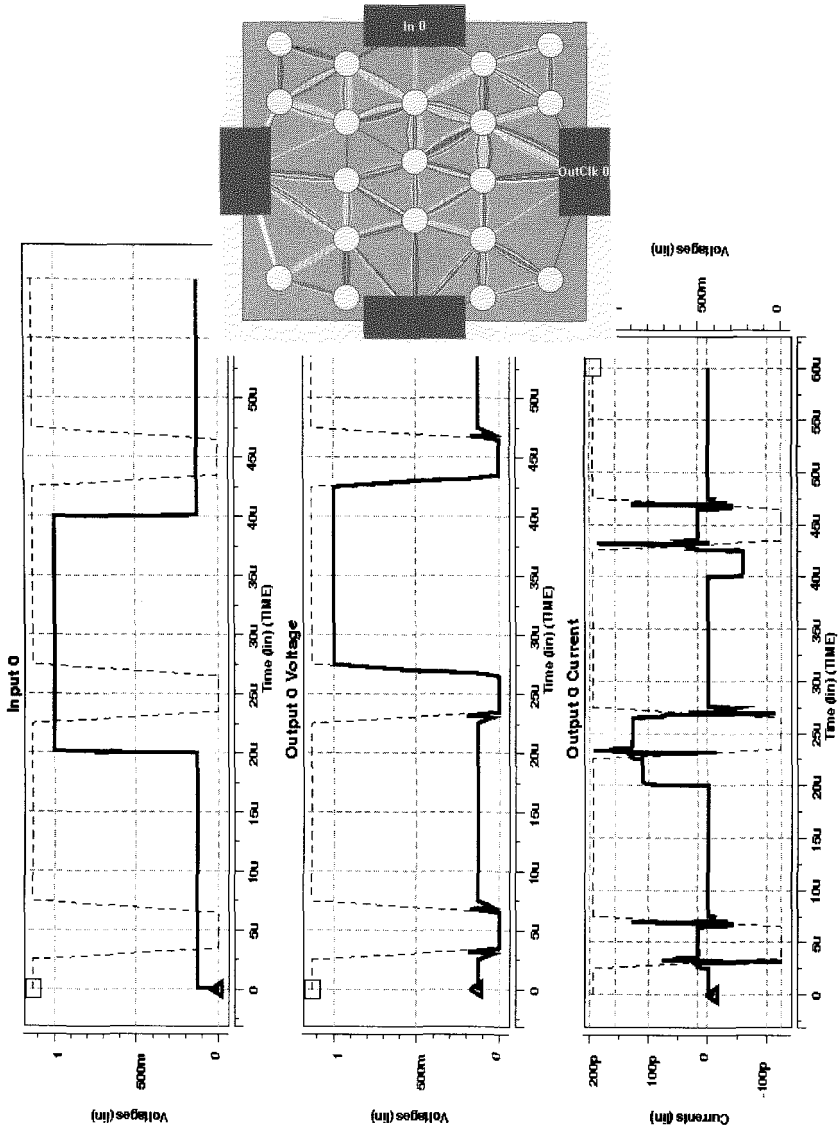 In 0
OutClk 0
Input 0
Voltages (lin)
1
500m
0
0
5u
10u
15u
20u
25u
30u
35u
40u
45u
50u
Time (lin) (TIME)
Output 0 Voltage
Voltages (lin)
1
500m
0
0
5u
10u
15u
20u
25u
30u
35u
40u
45u
50u
Time (lin) (TIME)
Output 0 Current
Currents (lin)
200p
100p
0
-100p
Voltages (lin)
1
500m
0
0
5u
10u
15u
20u
25u
30u
35u
40u
45u
50u
55u
60u
Time (lin) (TIME)